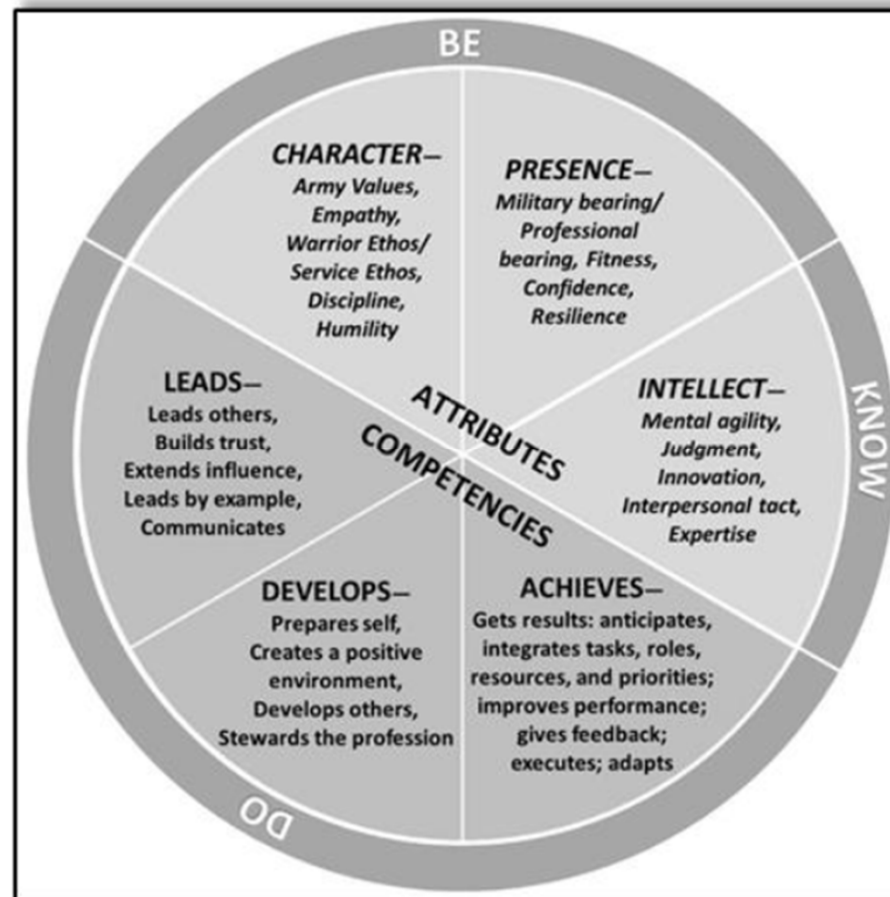 BE
CHARACTER—
Army Values,
Empathy,
Warrior Ethos/
Service Ethos,
Discipline,
Humility
PRESENCE—
Military bearing/
Professional
bearing, Fitness,
Confidence,
Resilience
KNOW
INTELLECT—
Mental agility,
Judgment,
Innovation,
Interpersonal tact,
Expertise
ATTRIBUTES
COMPETENCIES
LEADS—
Leads others,
Builds trust,
Extends influence,
Leads by example,
Communicates
DEVELOPS—
Prepares self,
Creates a positive
environment,
Develops others,
Stewards the profession
ACHIEVES—
Gets results: anticipates,
integrates tasks, roles,
resources, and priorities;
improves performance;
gives feedback;
executes; adapts
DO